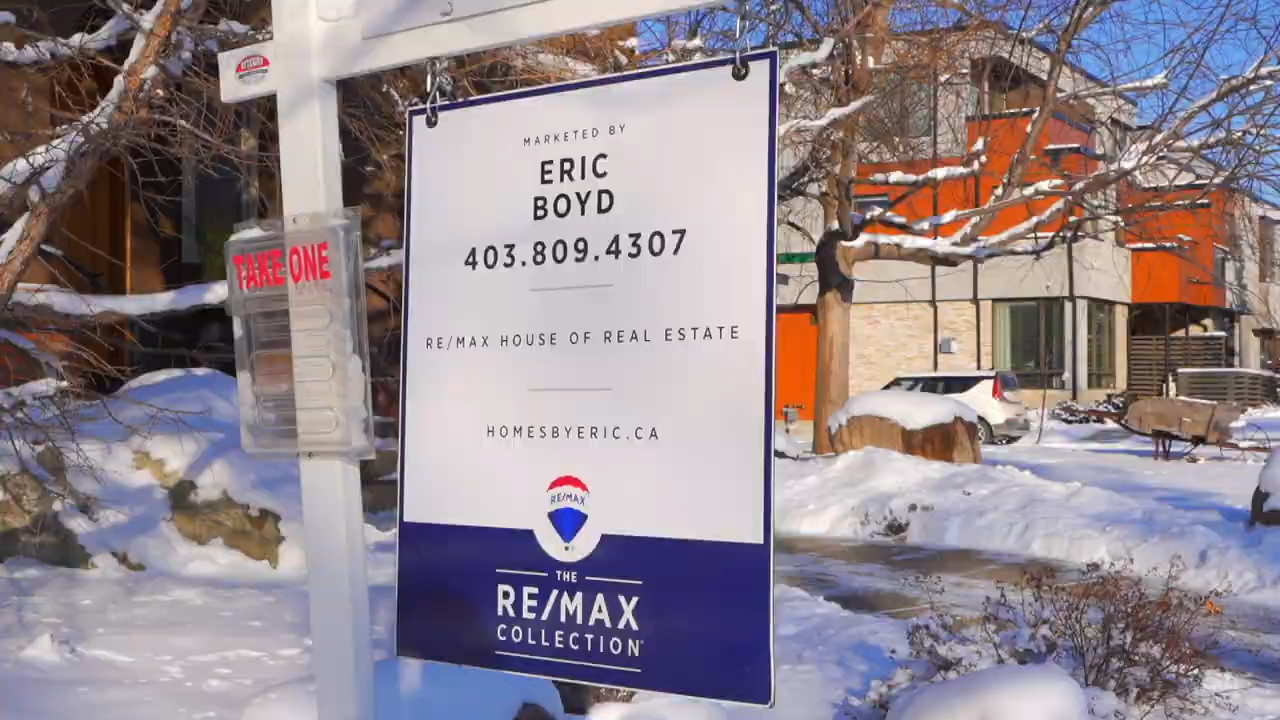 MARKETED BY
ERIC
BOYD
403.809.4307
TAKE ONE
RE/MAX HOUSE OF REAL ESTATE
HOMESBYERIC.CA
RE/MAX
THE
RE/MAX
COLLECTION